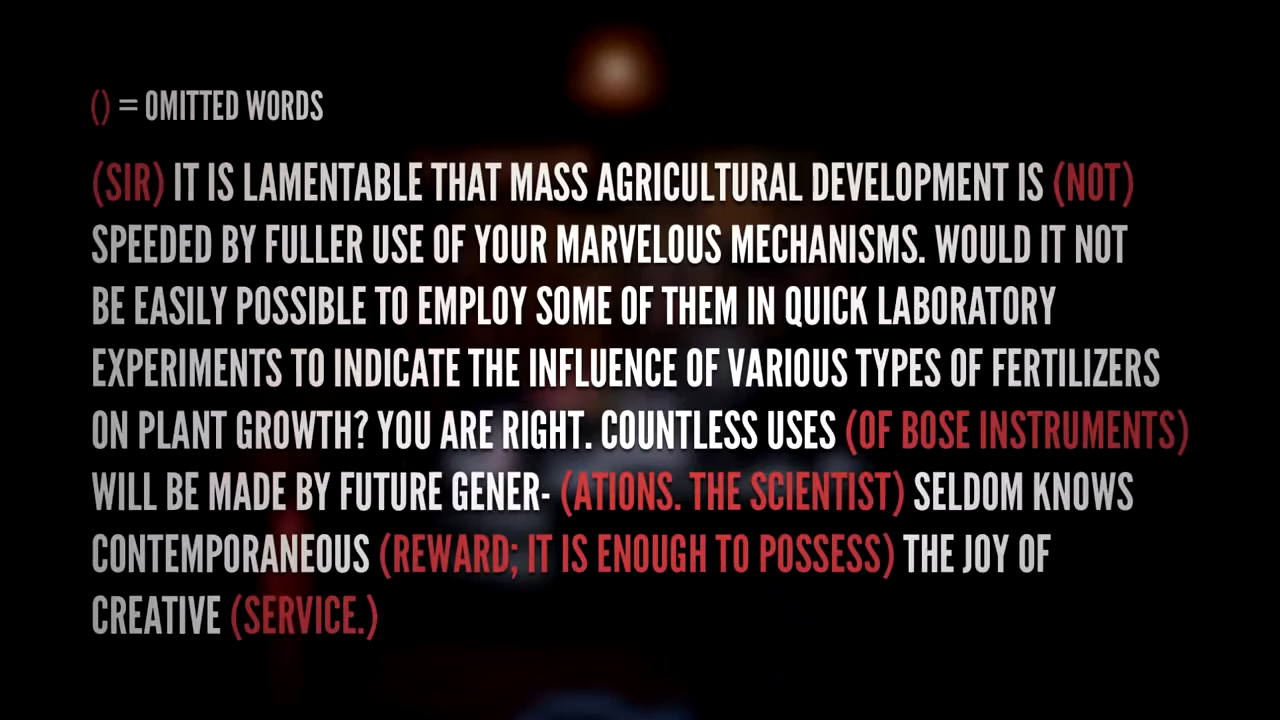 () = OMITTED WORDS
(SIR) IT IS LAMENTABLE THAT MASS AGRICULTURAL DEVELOPMENT IS (NOT)
SPEEDED BY FULLER USE OF YOUR MARVELOUS MECHANISMS. WOULD IT NOT
BE EASILY POSSIBLE TO EMPLOY SOME OF THEM IN QUICK LABORATORY
EXPERIMENTS TO INDICATE THE INFLUENCE OF VARIOUS TYPES OF FERTILIZERS
ON PLANT GROWTH? YOU ARE RIGHT. COUNTLESS USES (OF BOSE INSTRUMENTS)
WILL BE MADE BY FUTURE GENER- (ATIONS. THE SCIENTIST) SELDOM KNOWS
CONTEMPORANEOUS (REWARD; IT IS ENOUGH TO POSSESS) THE JOY OF
CREATIVE (SERVICE.)